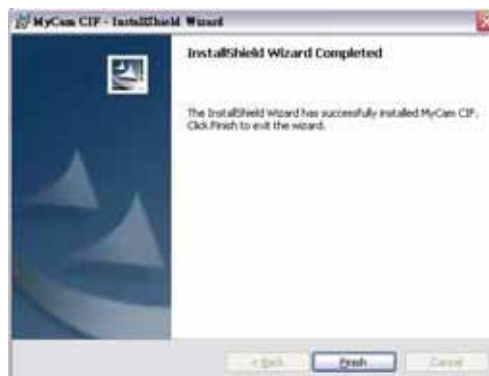 MyCam CIF - InstallShield Wizard
InstallShield Wizard Completed
The InstallShield Wizard has successfully installed MyCam CIF.
Click Finish to exit the wizard.
< Back
Finish
Cancel